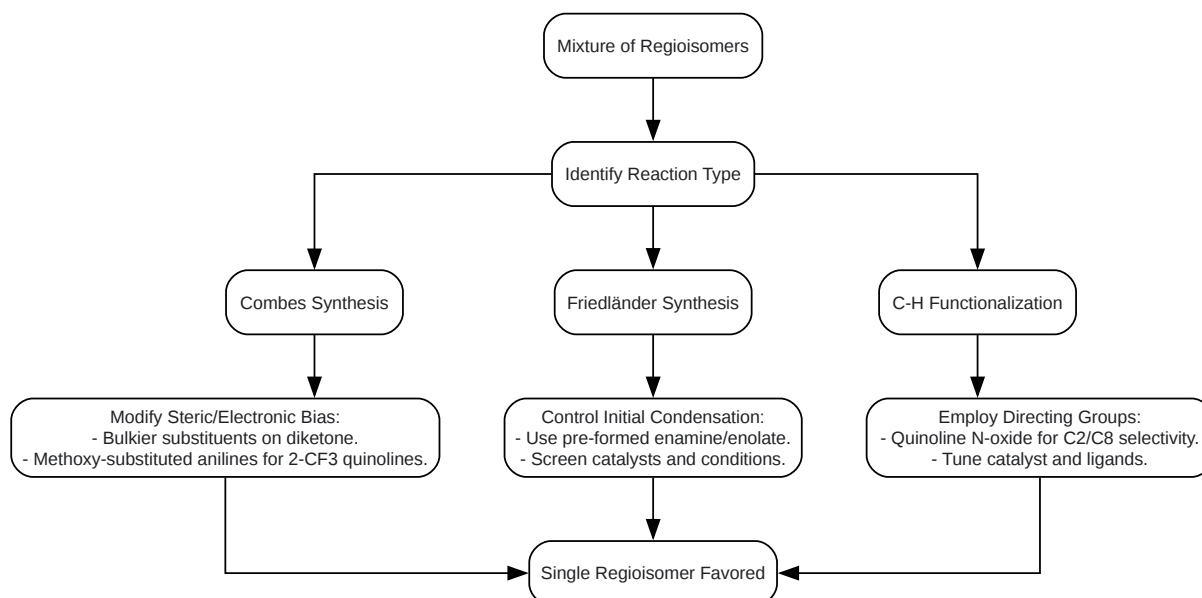 Mixture of Regioisomers
Identify Reaction Type
Combes Synthesis
Friedländer Synthesis
C-H Functionalization
Modify Steric/Electronic Bias:
- Bulkier substituents on diketone.
- Methoxy-substituted anilines for 2-CF3 quinolines.
Control Initial Condensation:
- Use pre-formed enamine/enolate.
- Screen catalysts and conditions.
Employ Directing Groups:
- Quinoline N-oxide for C2/C8 selectivity.
- Tune catalyst and ligands.
Single Regioisomer Favored